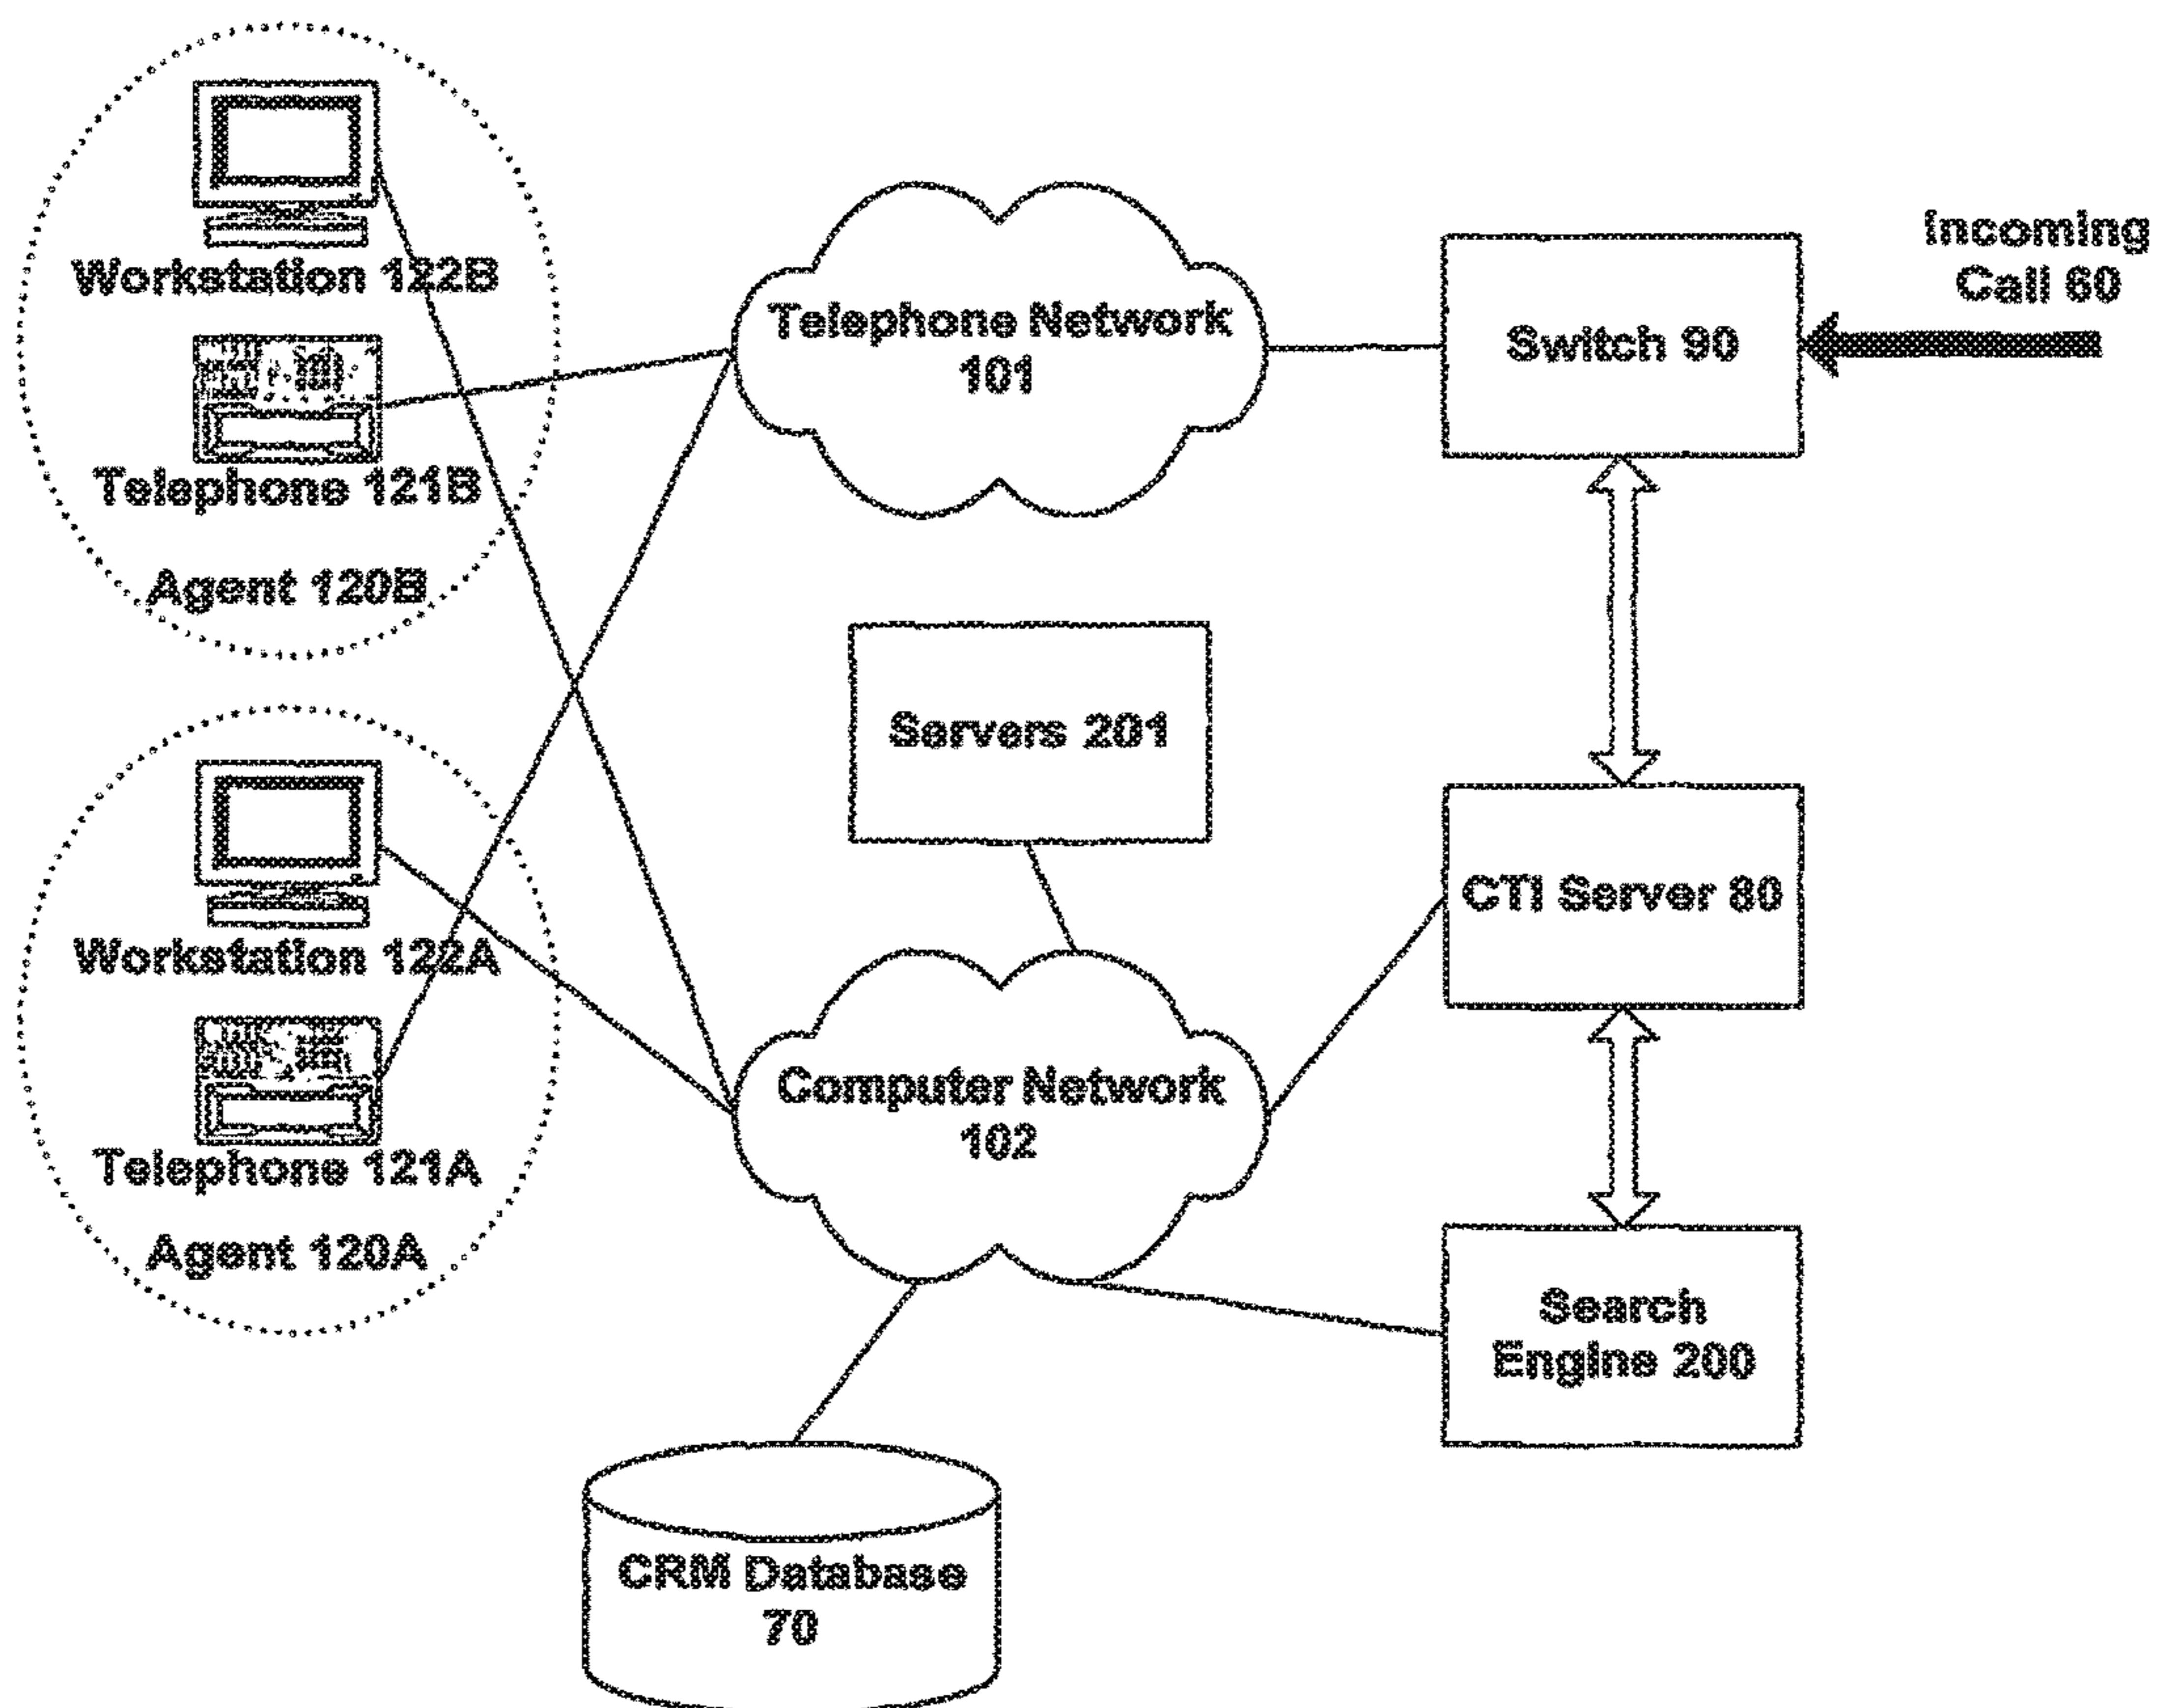 Workstation 122B
Telephone 121B
Agent 120B
Workstation 122A
Telephone 121A
Agent 120A
Telephone Network
101
Servers 201
Computer Network
102
CRM Database
70
Incoming
Call 60
Switch 90
CTI Server 80
Search
Engine 200